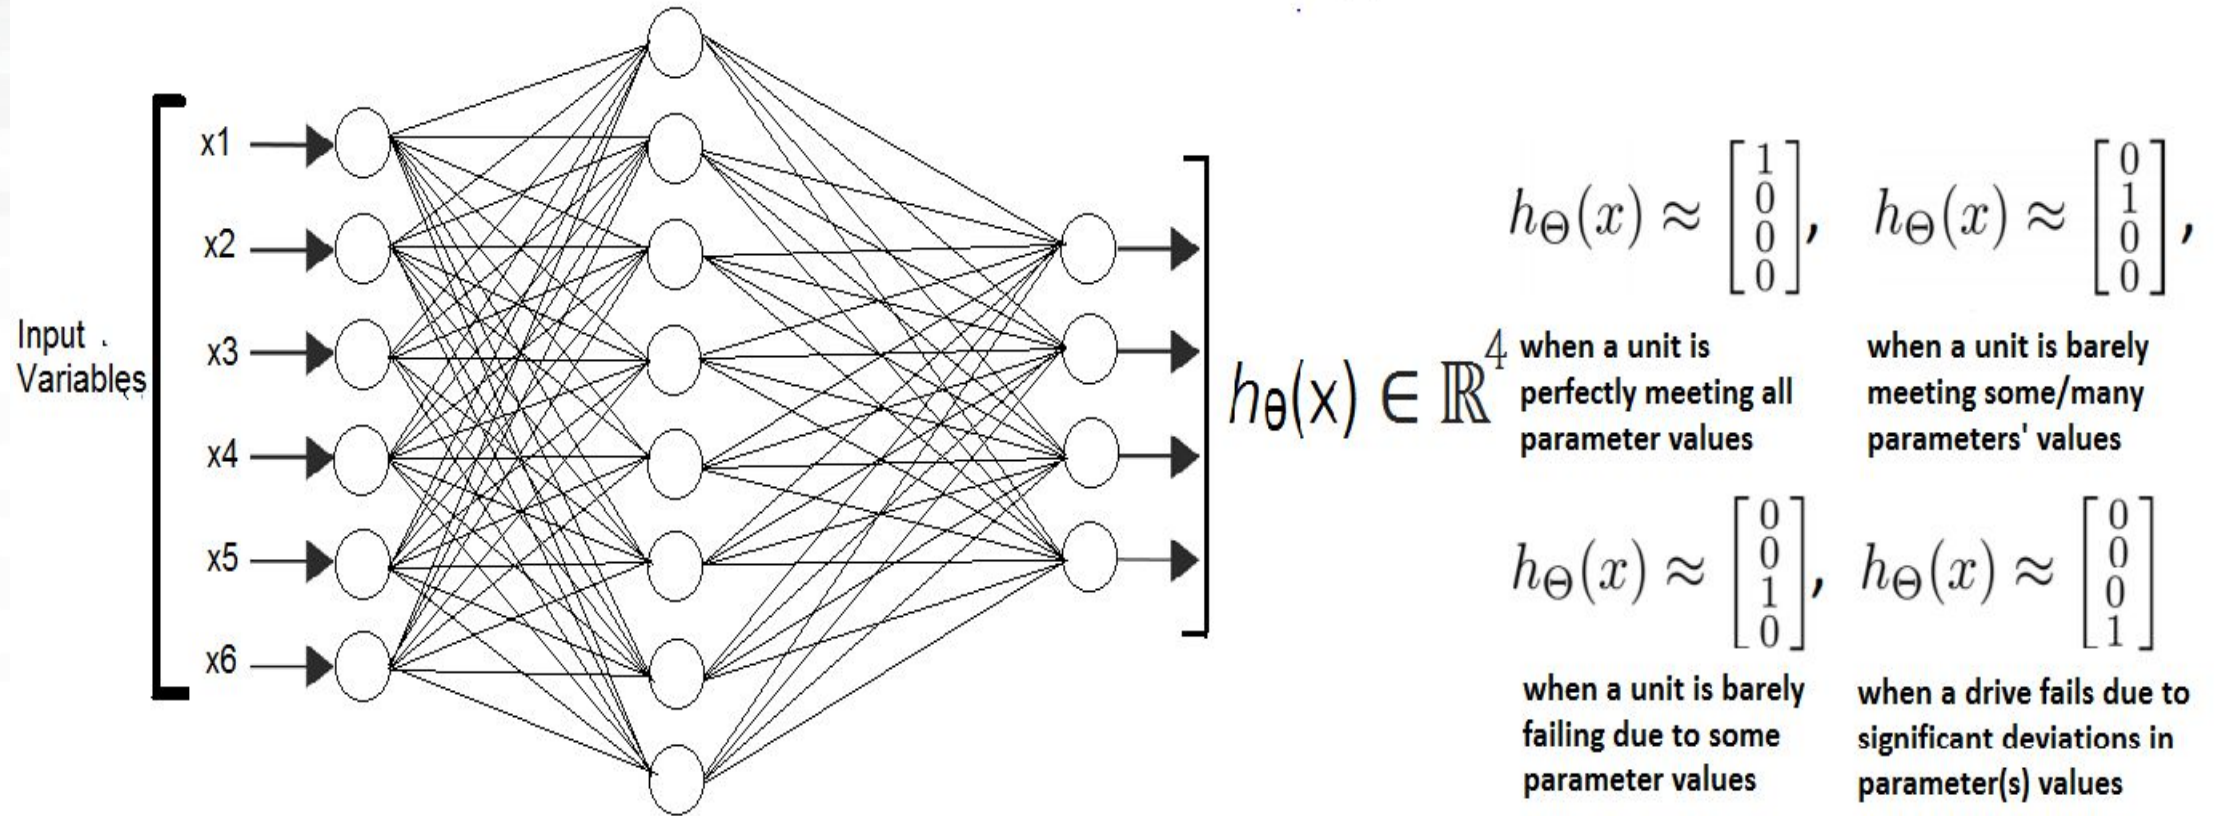 Input
Variables
x1
x2
x3
x4
x5
x6
hθ(x) ∈ ℝ⁴
hΘ(x) ≈ [1 0 0 0],
when a unit is
perfectly meeting all
parameter values
hΘ(x) ≈ [0 1 0 0],
when a unit is barely
meeting some/many
parameters' values
hΘ(x) ≈ [0 0 1 0],
when a unit is barely
failing due to some
parameter values
hΘ(x) ≈ [0 0 0 1]
when a drive fails due to
significant deviations in
parameter(s) values